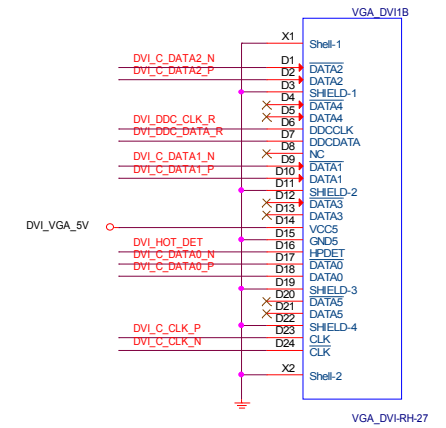 VGA_DVI1B
X1 Shell-1
DVI_C_DATA2_N D1 DATA2
DVI_C_DATA2_P D2 DATA2
D3 SHIELD-1
D4 DATA4
D5 DATA4
DVI_DDC_CLK_R D6 DDCCLK
DVI_DDC_DATA_R D7 DDCDATA
D8 NC
DVI_C_DATA1_N D9 DATA1
DVI_C_DATA1_P D10 DATA1
D11 SHIELD-2
D12 DATA3
D13 DATA3
DVI_VGA_5V D14 VCC5
D15 GND5
DVI_HOT_DET D16 HPDET
DVI_C_DATA0_N D17 DATA0
DVI_C_DATA0_P D18 DATA0
D19 SHIELD-3
D20 DATA5
D21 DATA5
D22 SHIELD-4
DVI_C_CLK_P D23 CLK
DVI_C_CLK_N D24 CLK
X2 Shell-2
VGA_DVI-RH-27